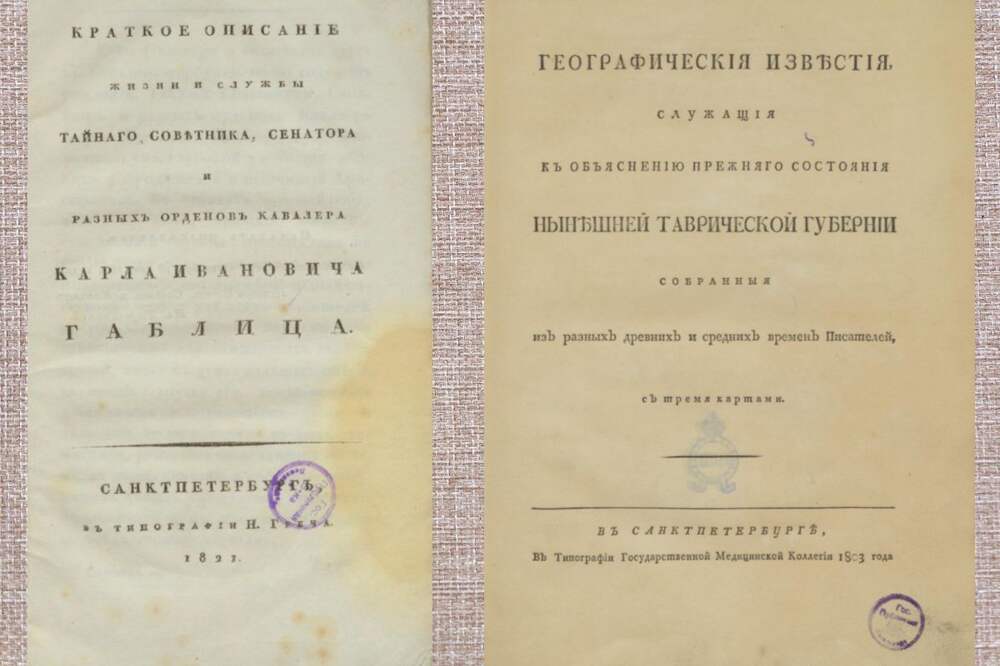 КРАТКОЕ ОПИСАНІЕ
ЖИЗНИ И СЛУЖБЫ
ТАЙНАГО СОВѢТНИКА, СЕНАТОРА
И
РАЗНЫХЪ ОРДЕНОВЪ КАВАЛЕРА
КАРЛА ИВАНОВИЧА
ГАБЛИЦА.
САНКТПЕТЕРБУРГЪ,
ВЪ ТИПОГРАФІИ Н. ГРЕЧА.
1821.
ГЕОГРАФИЧЕСКІЯ ИЗВѢСТІЯ,
СЛУЖАЩІЯ
КЪ ОБЪЯСНЕНІЮ ПРЕЖНЯГО СОСТОЯНІЯ
НЫНѢШНЕЙ ТАВРИЧЕСКОЙ ГУБЕРНІИ
СОБРАННЫЯ
изъ разныхъ древнихъ и среднихъ временъ Писателей,
съ тремя картами.
ВЪ САНКТПЕТЕРБУРГѢ,
Въ Типографіи Государственной Медицинской Коллегіи 1803 года
Гос.